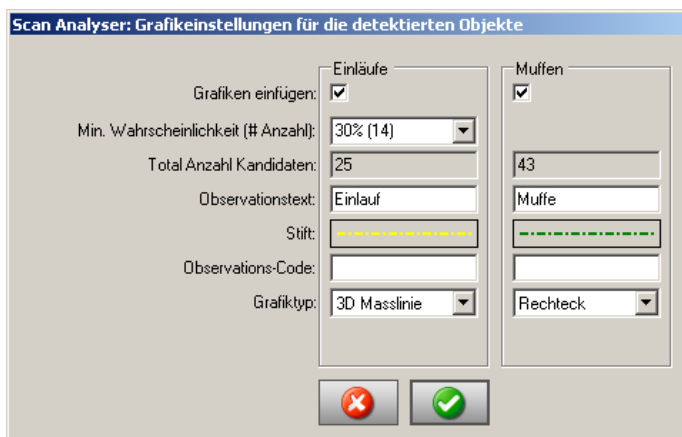 Scan Analyser: Grafikeinstellungen für die detektierten Objekte
Einläufe Muffen
Grafiken einfügen:
Min. Wahrscheinlichkeit (# Anzahl): 30% (14)
Total Anzahl Kandidaten: 25 43
Observationstext: Einlauf Muffe
Stift:
Observations-Code:
Grafiktyp: 3D Masslinie Rechteck